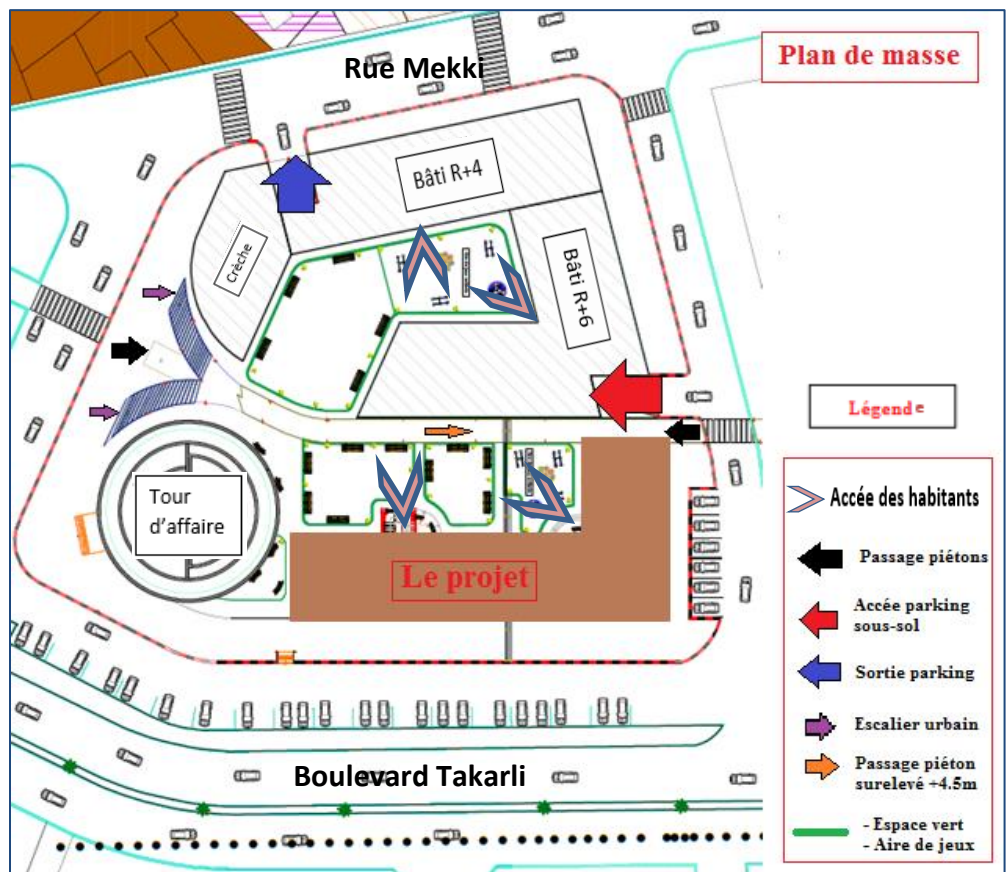 Rue Mekki
Plan de masse
Bâti R+4
Crèche
Bâti R+6
Tour
d’affaire
Le projet
Boulevard Takarli
Légende
Accée des habitants
Passage piétons
Accée parking
sous-sol
Sortie parking
Escalier urbain
Passage piéton
surelevé +4.5m
- Espace vert
- Aire de jeux